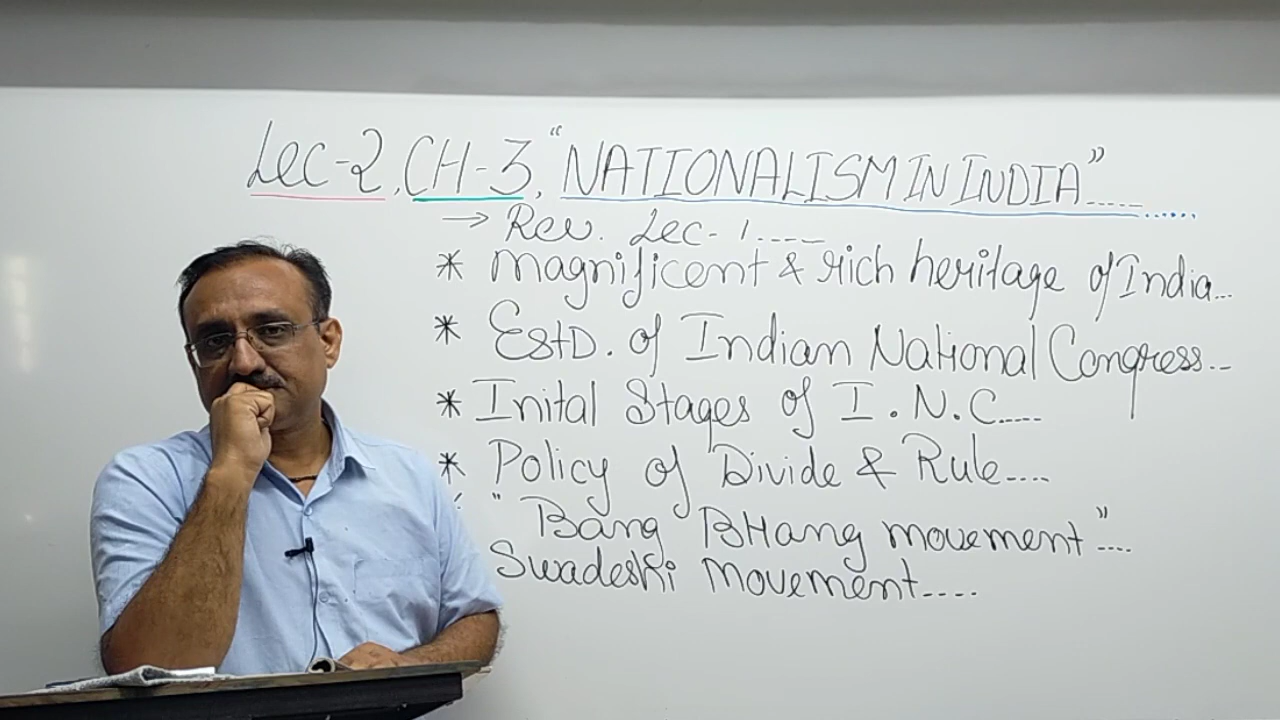 Lec-2, CH-3, "NATIONALISM IN INDIA".....
→ Rev. Lec-1.....
* Magnificent & rich heritage of India...
* EstD. of Indian National Congress...
* Inital Stages of I.N.C....
* Policy of Divide & Rule....
* "Bang BHang movement"...
Swadeshi Movement....